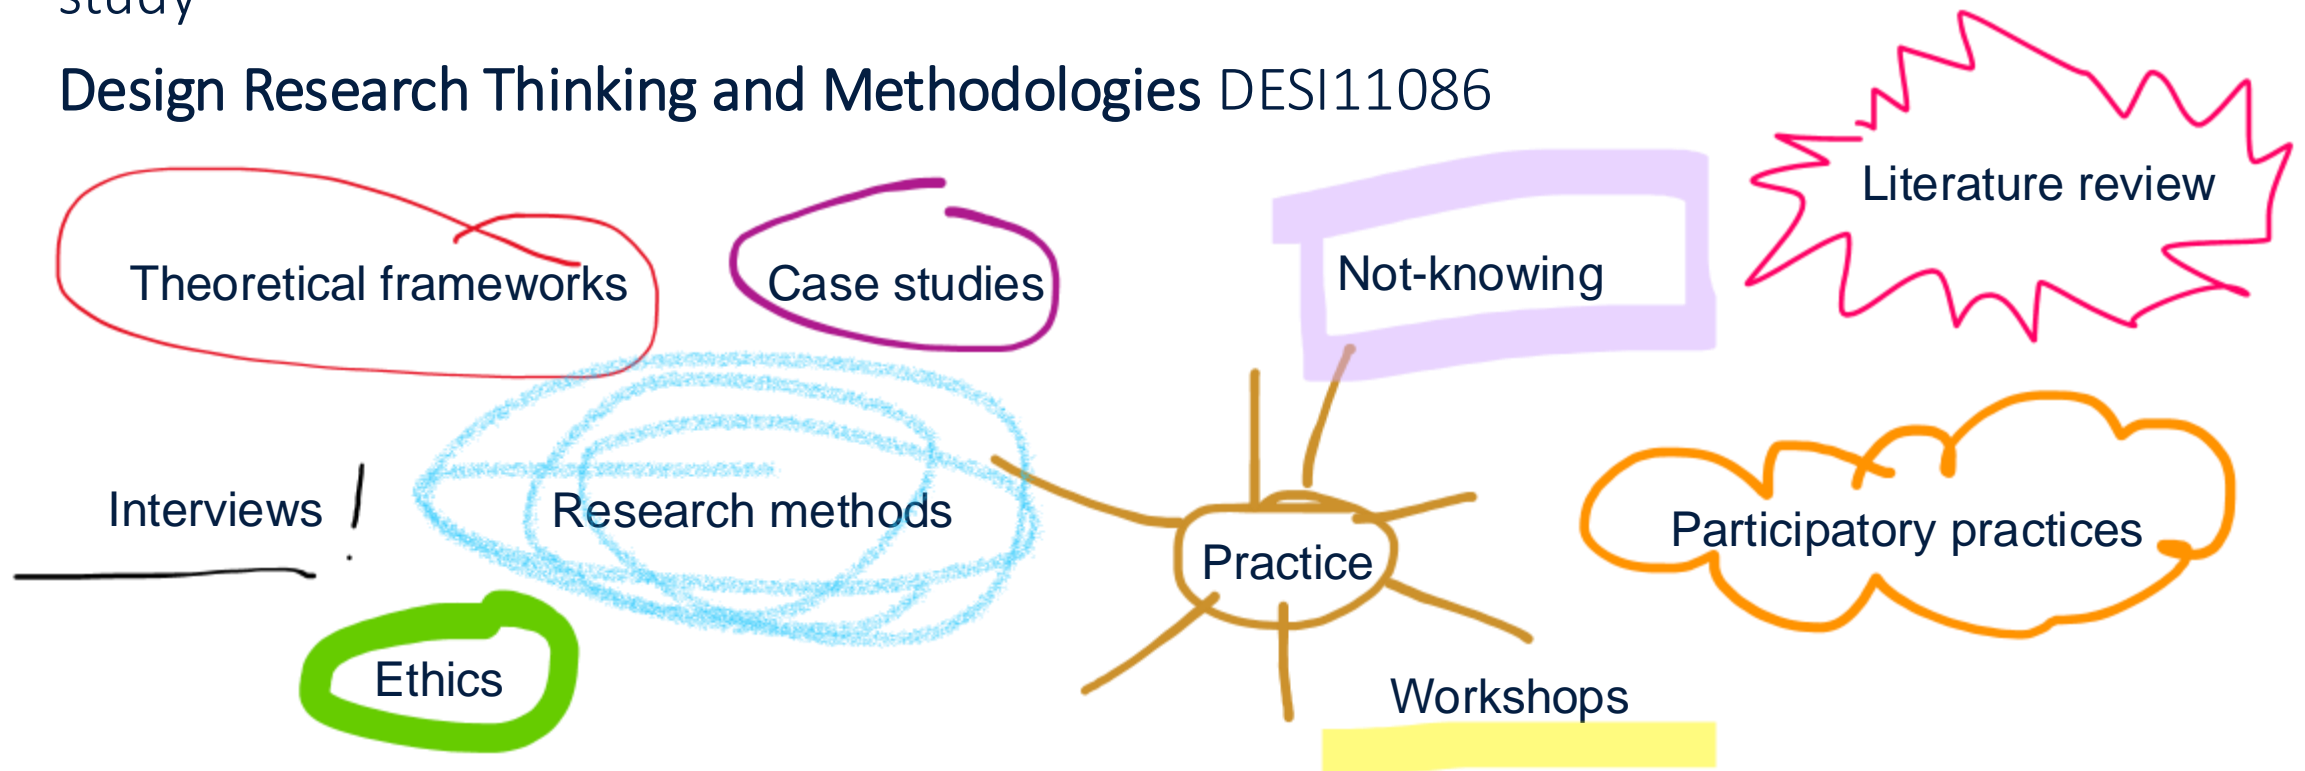 study
Design Research Thinking and Methodologies DESI11086
Literature review
Theoretical frameworks
Case studies
Not-knowing
Interviews !
Research methods
Practice
Participatory practices
Ethics
Workshops